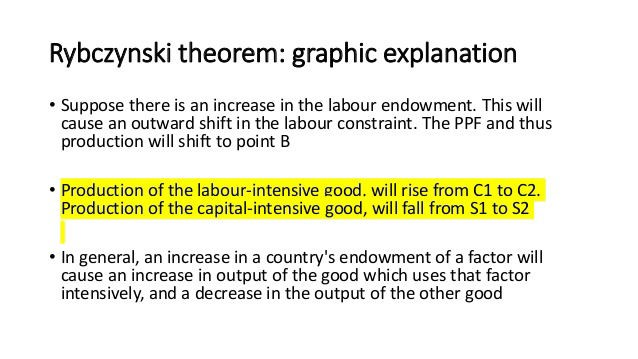 Rybczynski theorem: graphic explanation
• Suppose there is an increase in the labour endowment. This will
cause an outward shift in the labour constraint. The PPF and thus
production will shift to point B
• Production of the labour-intensive good, will rise from C1 to C2.
Production of the capital-intensive good, will fall from S1 to S2
• In general, an increase in a country's endowment of a factor will
cause an increase in output of the good which uses that factor
intensively, and a decrease in the output of the other good